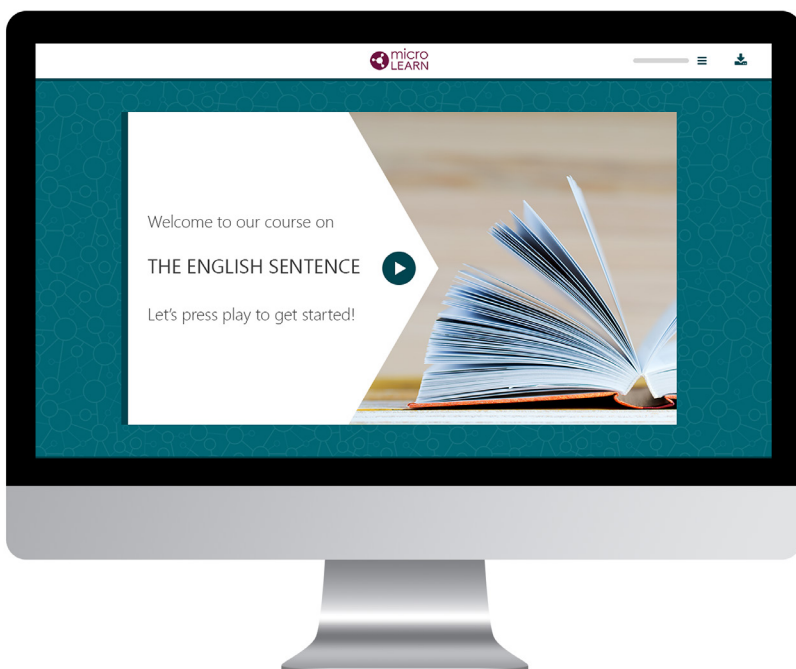 micro
LEARN
Welcome to our course on
THE ENGLISH SENTENCE
Let's press play to get started!